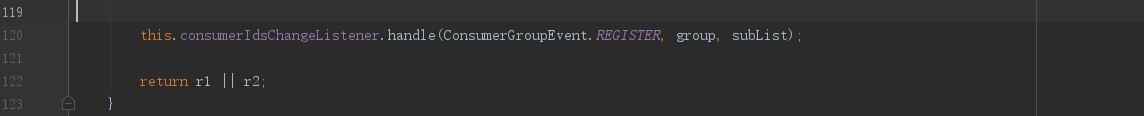 119
120 this.consumerIdsChangeListener.handle(ConsumerGroupEvent.REGISTER, group, subList);
121
122 return r1 || r2;
123 }